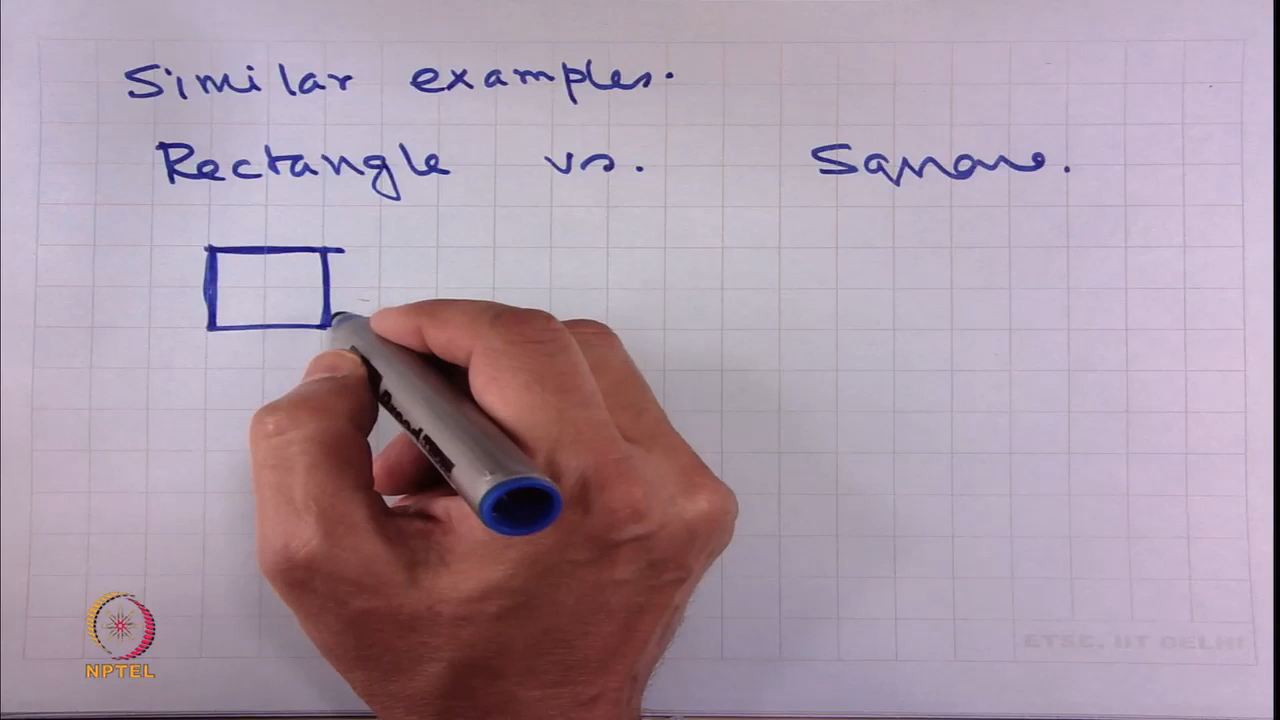 Similar examples.
Rectangle vs. Square.
NPTEL
ETSC, IIT DELHI